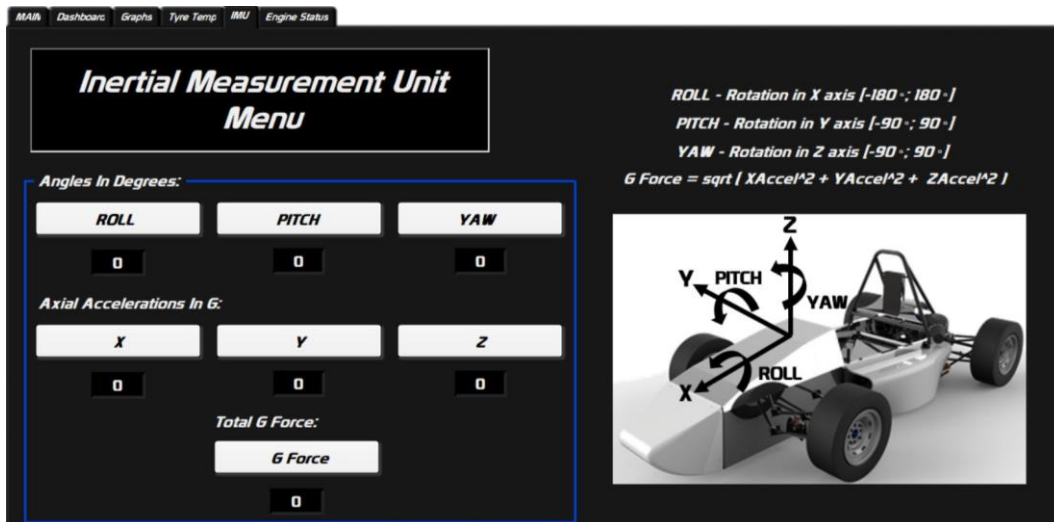 MAIN Dashboard Graphs Tyre Temp IMU Engine Status
Inertial Measurement Unit
Menu
Angles In Degrees:
ROLL PITCH YAW
0 0 0
Axial Accelerations In G:
X Y Z
0 0 0
Total G Force:
G Force
0
ROLL - Rotation in X axis [-180°; 180°]
PITCH - Rotation in Y axis [-90°; 90°]
YAW - Rotation in Z axis [-90°; 90°]
G Force = sqrt [ XAccel^2 + YAccel^2 + ZAccel^2 ]
Z
Y PITCH
YAW
ROLL
X